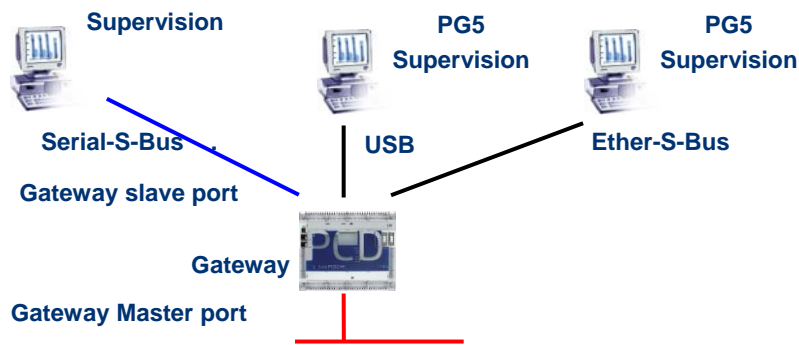 Supervision
PG5
Supervision
PG5
Supervision
Serial-S-Bus .
USB
Ether-S-Bus
Gateway slave port
PCD
Gateway
Gateway Master port